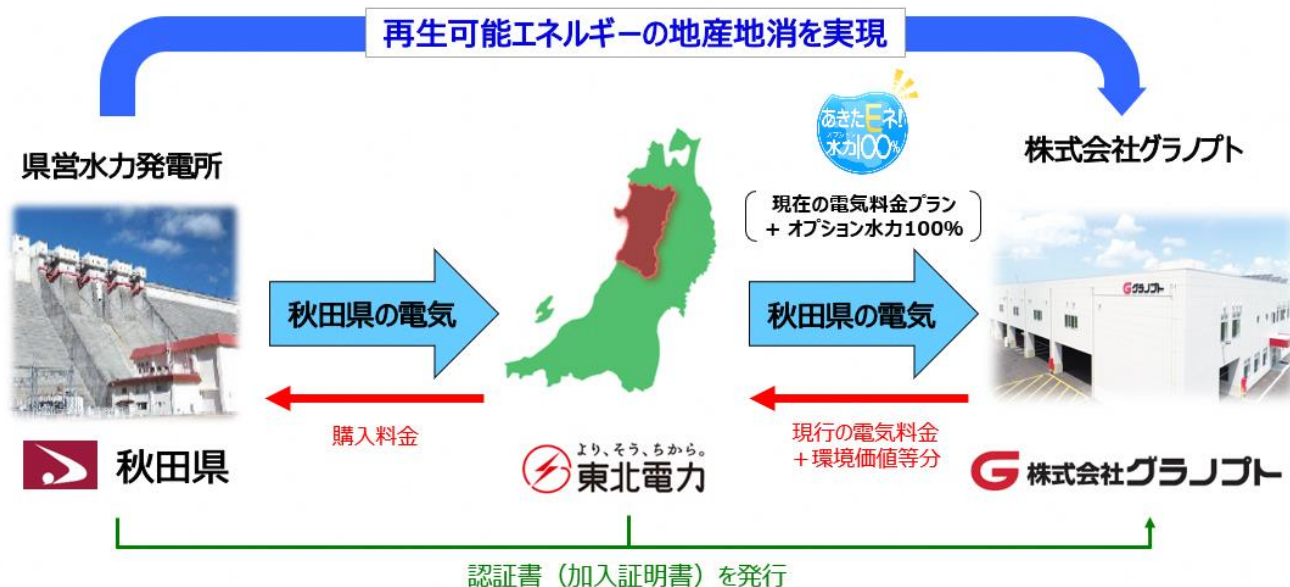 再生可能エネルギーの地産地消を実現
県営水力発電所
あきたEネ!
オプション
水力100%
株式会社グラノプト
現在の電気料金プラン
+ オプション水力100%
グラノプト
秋田県の電気
秋田県の電気
購入料金
現行の電気料金
+環境価値等分
秋田県
より、そう、ちから。
東北電力
株式会社グラノプト
認証書(加入証明書)を発行